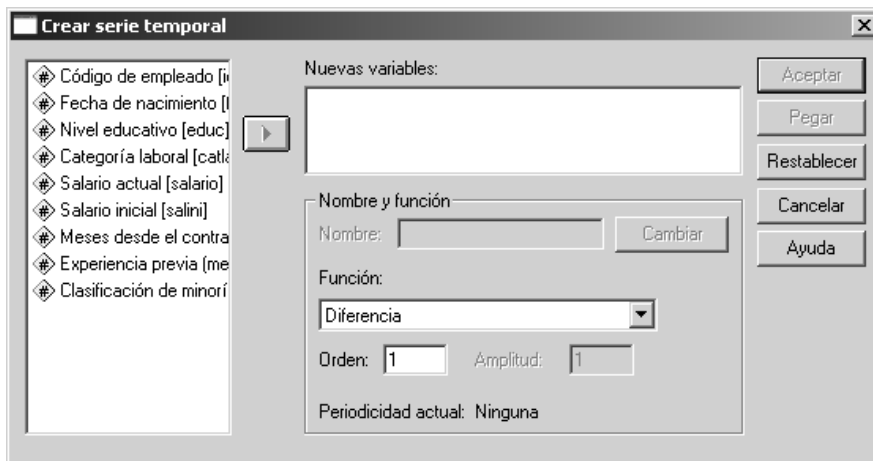 Crear serie temporal
Código de empleado [i
Fecha de nacimiento [
Nivel educativo [educ]
Categoría laboral [catla
Salario actual [salario]
Salario inicial [salini]
Meses desde el contra
Experiencia previa (me
Clasificación de minorí
Nuevas variables:
Nombre y función
Nombre:
Cambiar
Función:
Diferencia
Orden: 1 Amplitud: 1
Periodicidad actual: Ninguna
Aceptar
Pegar
Restablecer
Cancelar
Ayuda